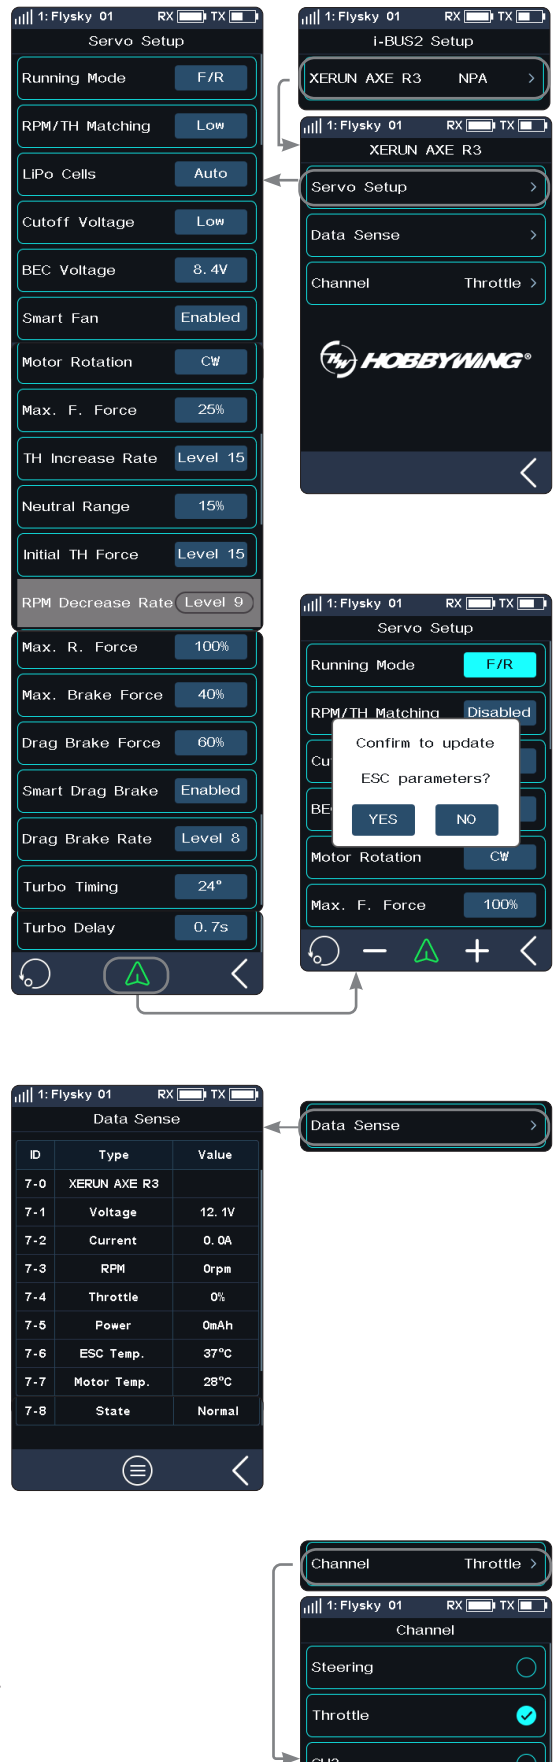 1: Flysky 01 RX TX
Servo Setup
Running Mode F/R
RPM/TH Matching Low
LiPo Cells Auto
Cutoff Voltage Low
BEC Voltage 8.4V
Smart Fan Enabled
Motor Rotation CW
Max. F. Force 25%
TH Increase Rate Level 15
Neutral Range 15%
Initial TH Force Level 15
RPM Decrease Rate Level 9
Max. R. Force 100%
Max. Brake Force 40%
Drag Brake Force 60%
Smart Drag Brake Enabled
Drag Brake Rate Level 8
Turbo Timing 24°
Turbo Delay 0.7s
1: Flysky 01 RX TX
i-BUS2 Setup
XERUN AXE R3 NPA >
1: Flysky 01 RX TX
XERUN AXE R3
Servo Setup >
Data Sense >
Channel Throttle >
HW HOBBYWING®
1: Flysky 01 RX TX
Servo Setup
Running Mode F/R
RPM/TH Matching Disabled
Cu
BE
Confirm to update
ESC parameters?
YES NO
Motor Rotation CW
Max. F. Force 100%
1: Flysky 01 RX TX
Data Sense
ID Type Value
7-0 XERUN AXE R3
7-1 Voltage 12.1V
7-2 Current 0.0A
7-3 RPM 0rpm
7-4 Throttle 0%
7-5 Power 0mAh
7-6 ESC Temp. 37°C
7-7 Motor Temp. 28°C
7-8 State Normal
Data Sense >
Channel Throttle >
1: Flysky 01 RX TX
Channel
Steering
Throttle